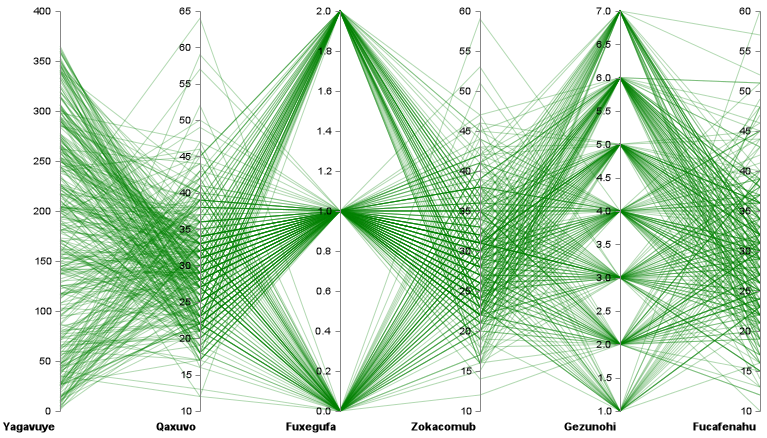 400 65 2.0 60 7.0 60
60 1.8 55 6.5 55
350 55 1.6 50 6.0 50
300 50 1.4 45 5.5 45
250 45 1.2 40 5.0 40
200 40 1.0 35 4.5 35
150 35 0.8 30 4.0 30
100 30 0.6 25 3.5 25
50 25 0.4 20 3.0 20
0 20 0.2 15 2.5 15
15 0.0 10 2.0 10
10 1.5
1.0
Yagavuye Qaxuvo Fuxegufa Zokacomub Gezunohi Fucafenahu